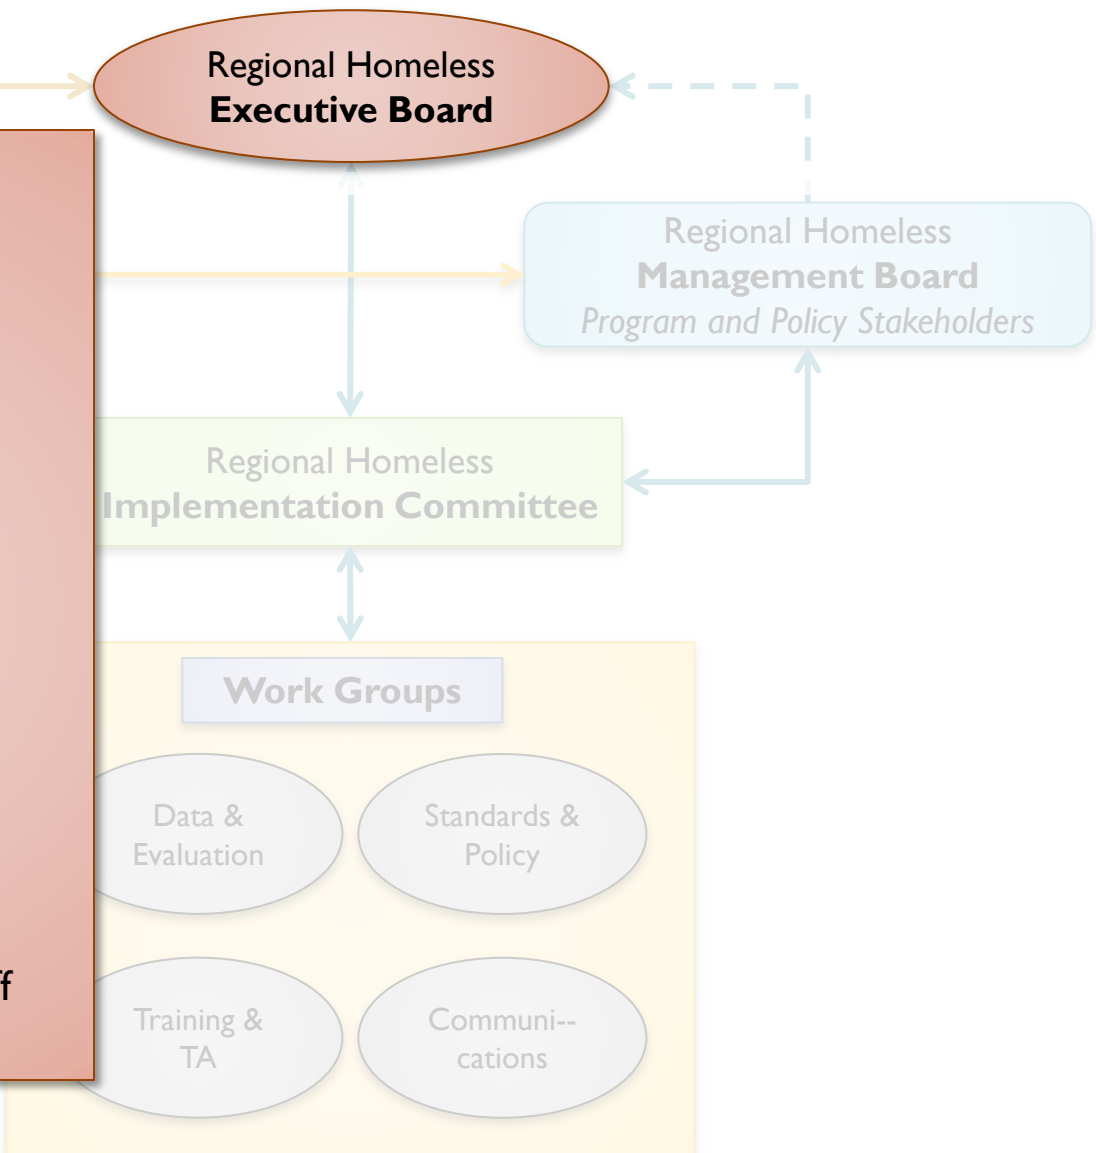 Regional Homeless
Executive Board
Regional Homeless
Management Board
Program and Policy Stakeholders
Regional Homeless
Implementation Committee
Work Groups
Data &
Evaluation
Standards &
Policy
Training &
TA
Communi--
cations